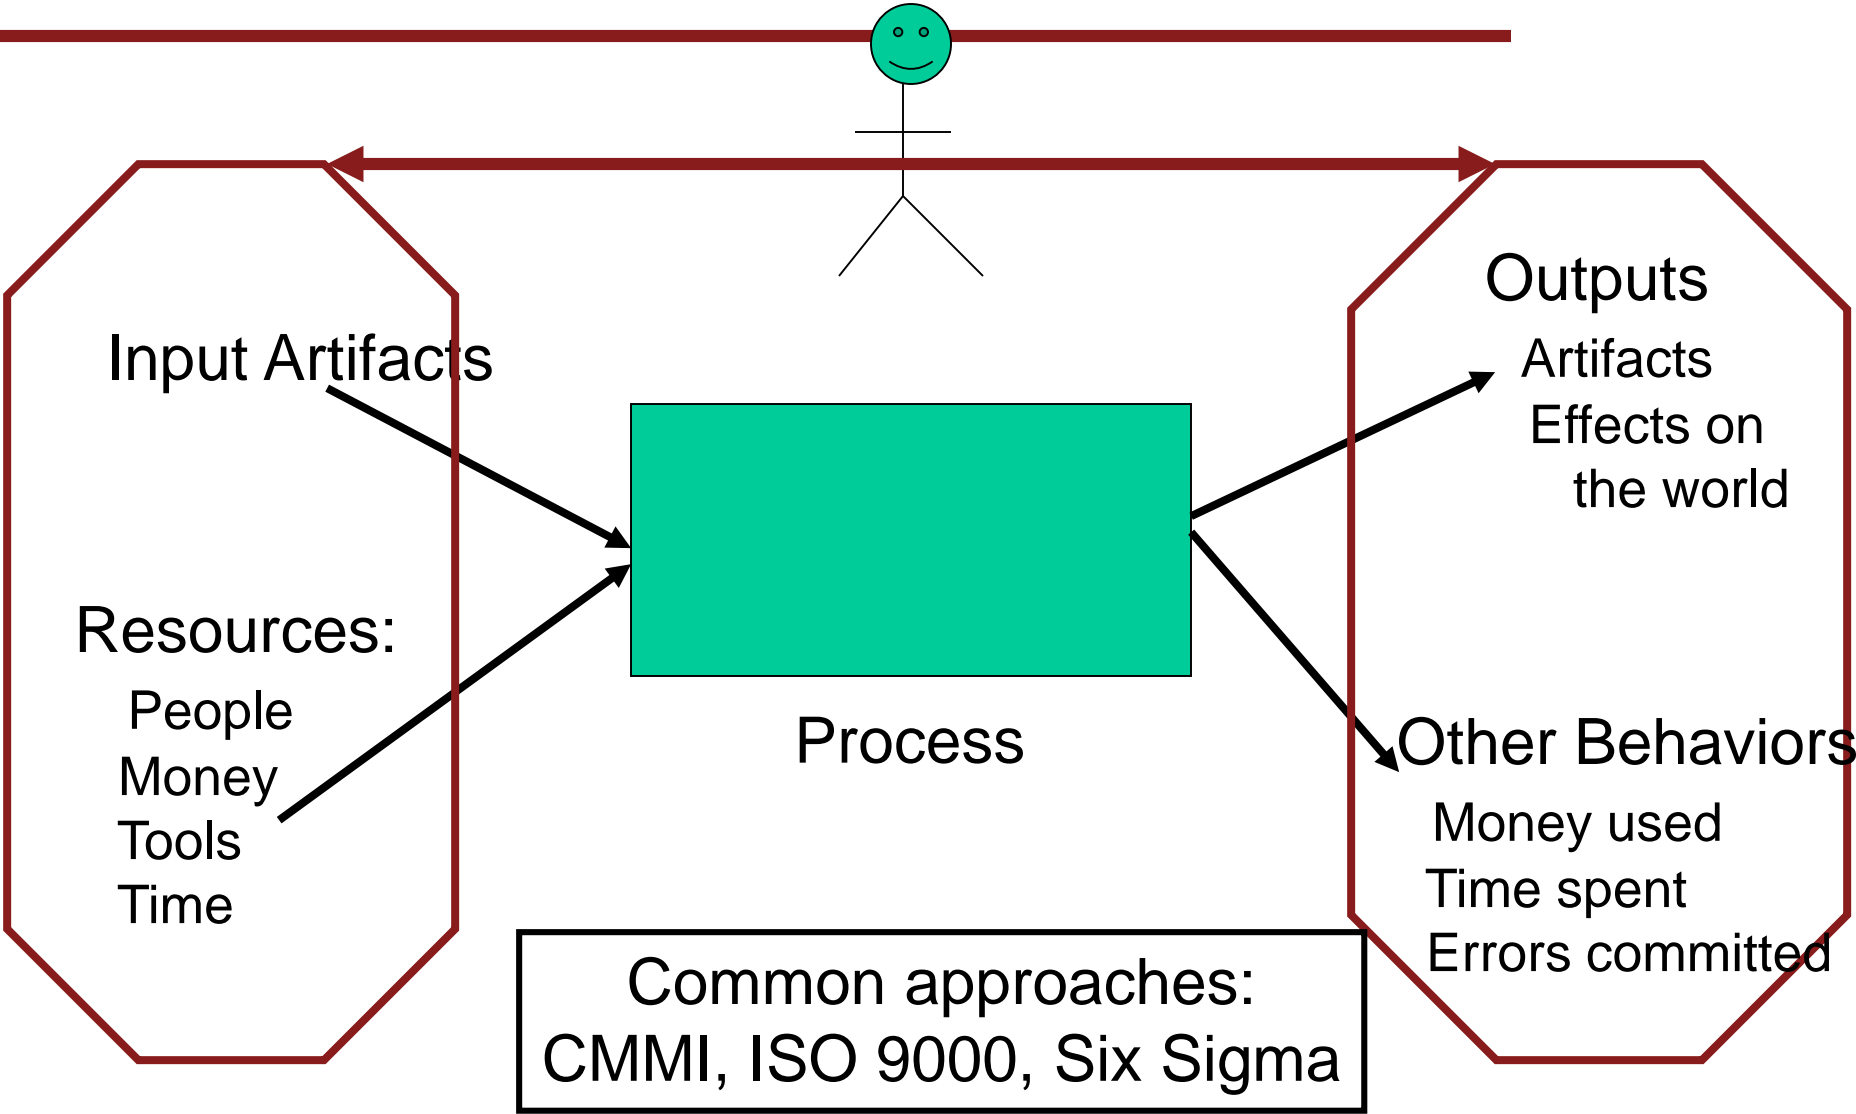 Input Artifacts
Resources:
People
Money
Tools
Time
Process
Outputs
Artifacts
Effects on
the world
Other Behaviors
Money used
Time spent
Errors committed
Common approaches:
CMMI, ISO 9000, Six Sigma